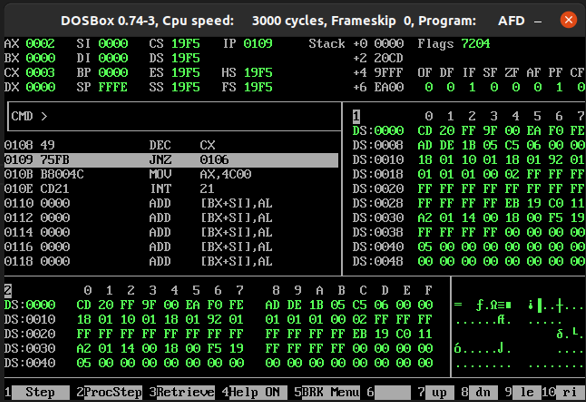 DOSBox 0.74-3, Cpu speed: 3000 cycles, Frameskip 0, Program: AFD
AX 0002 SI 0000 CS 19F5 IP 0109 Stack +0 0000 Flags 7204
BX 0000 DI 0000 DS 19F5 +2 20CD
CX 0003 BP 0000 ES 19F5 HS 19F5 +4 9FFF OF DF IF SF ZF AF PF CF
DX 0000 SP FFFE SS 19F5 FS 19F5 +6 EA00 0 0 1 0 0 0 1 0
CMD >
1 0 1 2 3 4 5 6 7
DS:0000 CD 20 FF 9F 00 EA F0 FE
DS:0008 AD DE 1B 05 C5 06 00 00
DS:0010 18 01 10 01 18 01 92 01
DS:0018 01 01 01 00 02 FF FF FF
DS:0020 FF FF FF FF FF FF FF FF
DS:0028 FF FF FF FF EB 19 C0 11
DS:0030 A2 01 14 00 18 00 F5 19
DS:0038 FF FF FF FF 00 00 00 00
DS:0040 05 00 00 00 00 00 00 00
DS:0048 00 00 00 00 00 00 00 00
0108 49 DEC CX
0109 75FB JNZ 0106
010B B8004C MOV AX,4C00
010E CD21 INT 21
0110 0000 ADD [BX+SI],AL
0112 0000 ADD [BX+SI],AL
0114 0000 ADD [BX+SI],AL
0116 0000 ADD [BX+SI],AL
0118 0000 ADD [BX+SI],AL
2 0 1 2 3 4 5 6 7 8 9 A B C D E F
DS:0000 CD 20 FF 9F 00 EA F0 FE AD DE 1B 05 C5 06 00 00
DS:0010 18 01 10 01 18 01 92 01 01 01 01 00 02 FF FF FF
DS:0020 FF FF FF FF FF FF FF FF FF FF FF FF EB 19 C0 11
DS:0030 A2 01 14 00 18 00 F5 19 FF FF FF FF 00 00 00 00
DS:0040 05 00 00 00 00 00 00 00 00 00 00 00 00 00 00 00
= ƒ.Ω≡■ ¡▐..┼...
......Æ. .....
δ.└.
ó.....⌡. ....
........ ........
1 Step 2ProcStep 3Retrieve 4Help ON 5BRK Menu 6 7 up 8 dn 9 le 10 ri